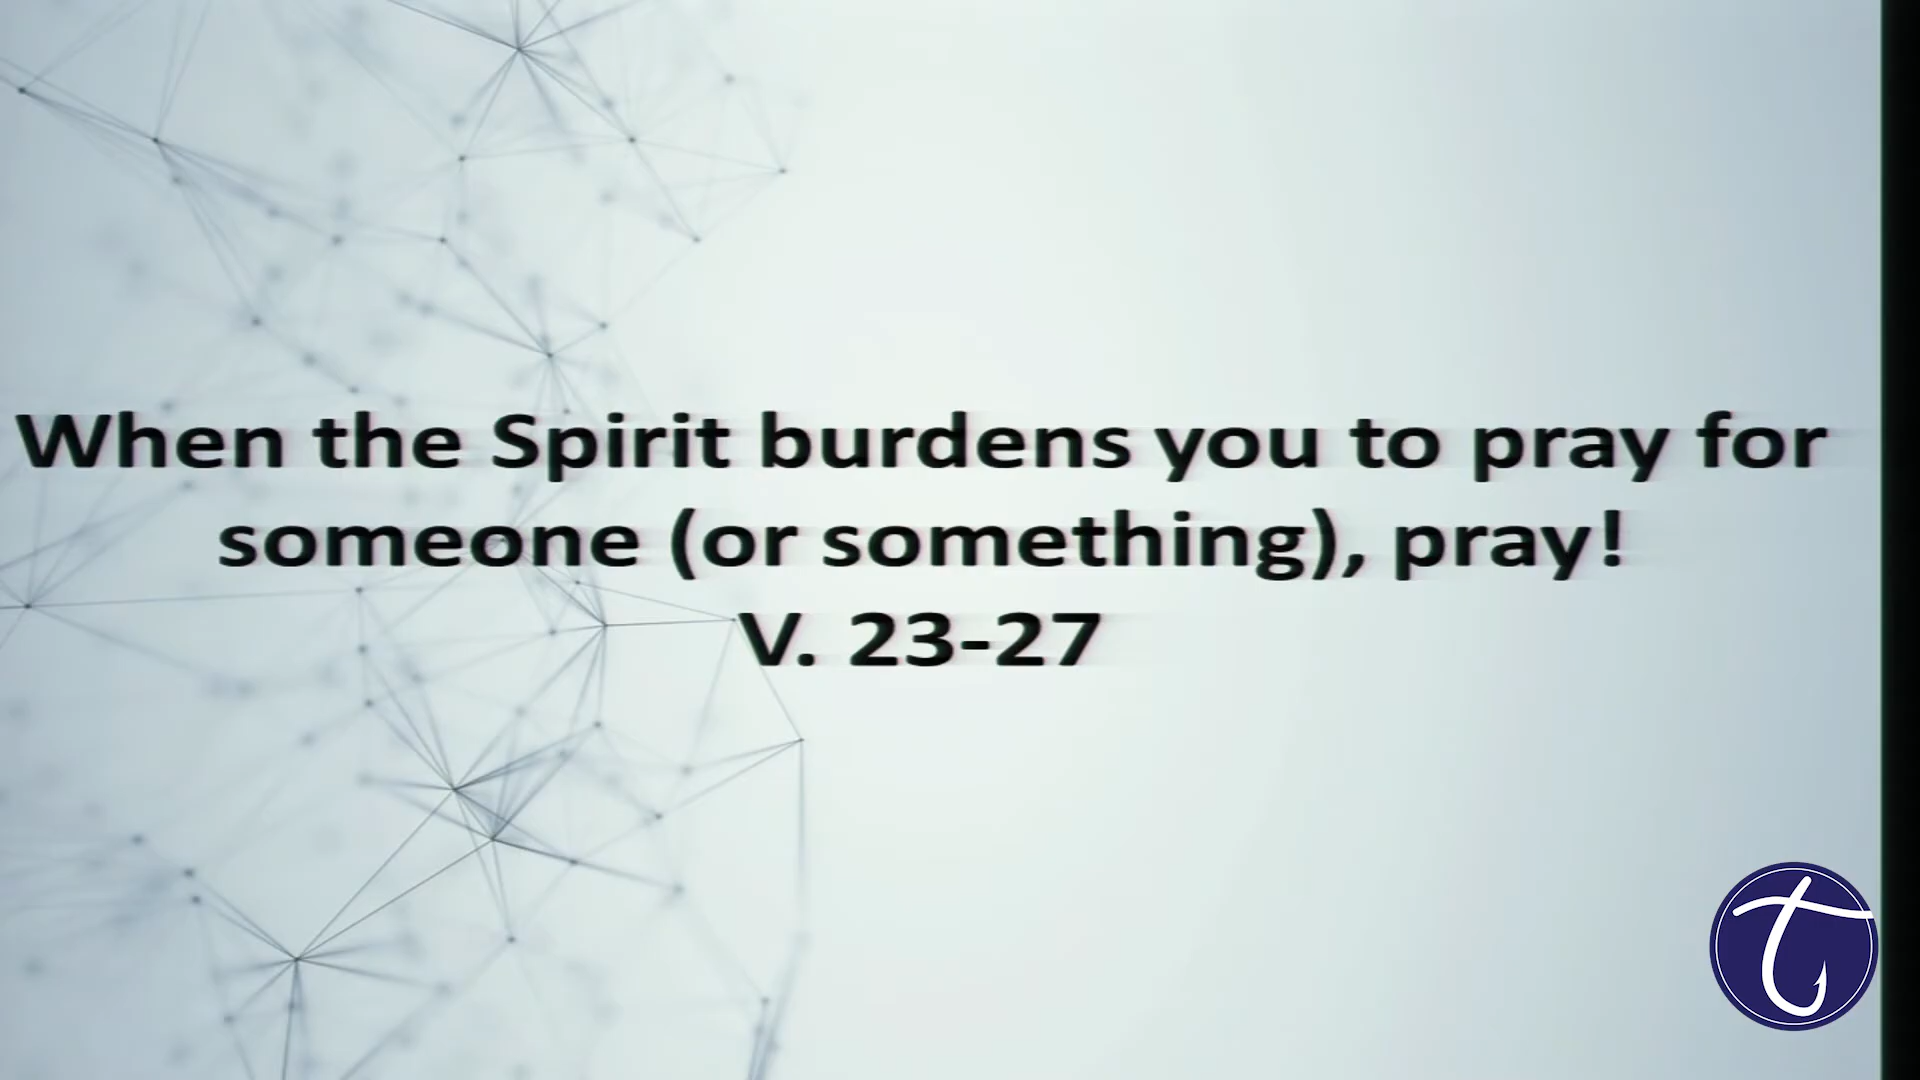 When the Spirit burdens you to pray for
someone (or something), pray!
V. 23-27